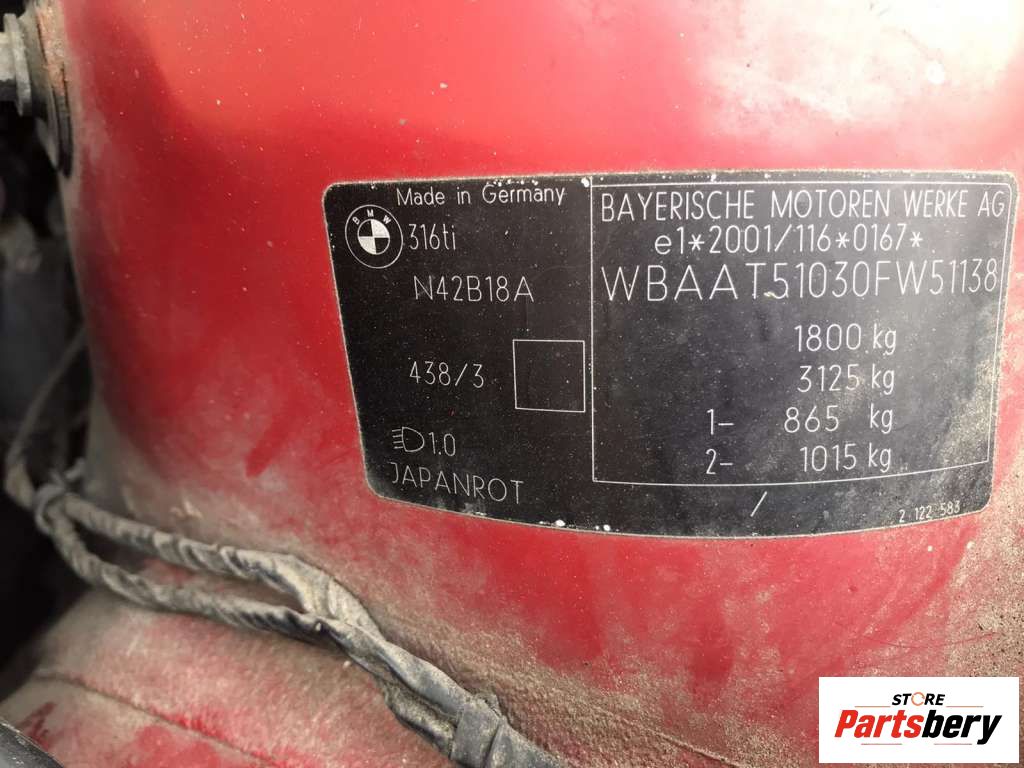 Made in Germany
BMW
316ti
N42B18A
438/3
1.0
JAPANROT
BAYERISCHE MOTOREN WERKE AG
e1*2001/116*0167*
WBAAT51030FW51138
1800 kg
3125 kg
1- 865 kg
2- 1015 kg
/
2 122 583
STORE
Partsbery